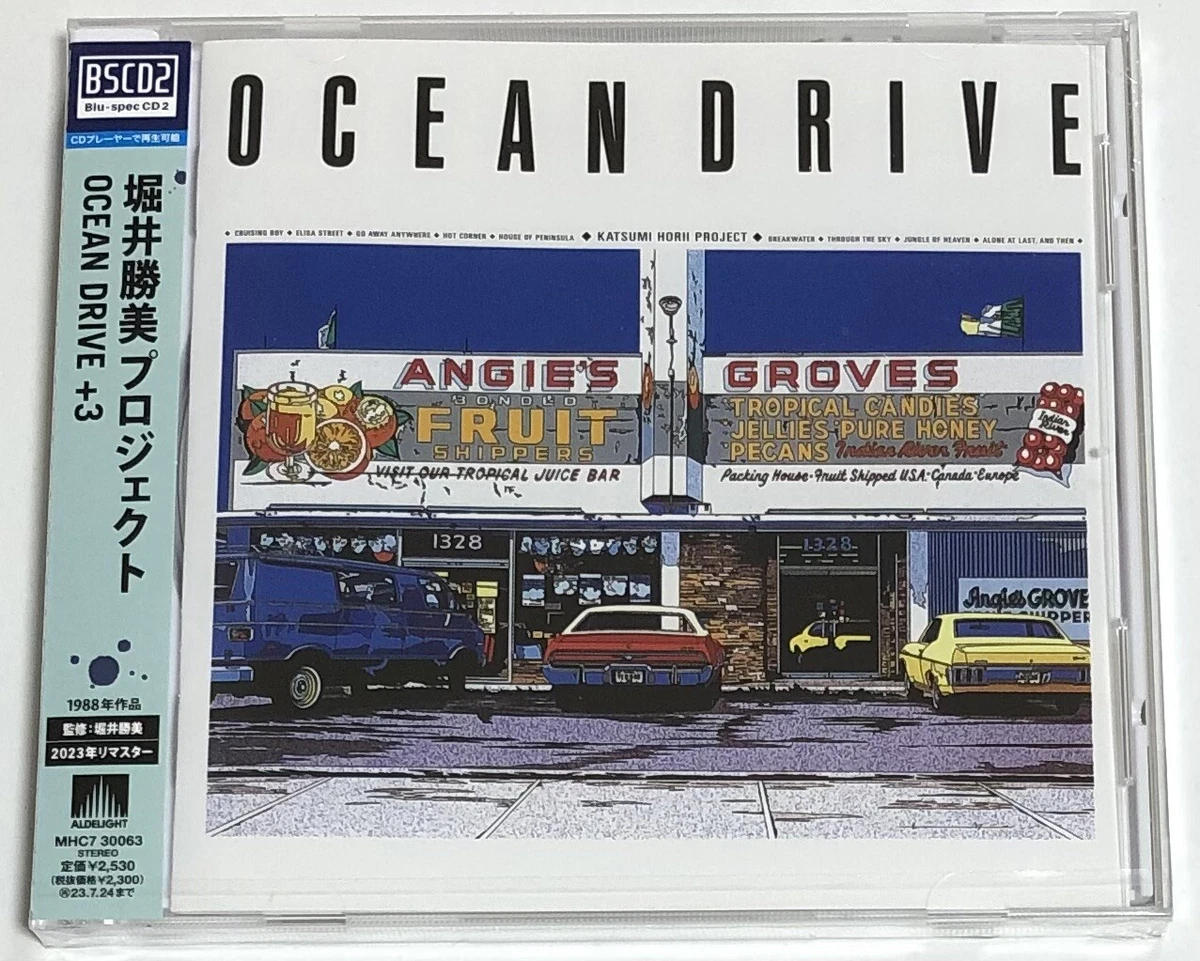 BSCD2
Blu-spec CD2
CDプレーヤーで再生可能
堀井勝美プロジェクト
OCEAN DRIVE +3
1988年作品
監修:堀井勝美
2023年リマスター
ALDELIGHT
MHC7 30063
STEREO
定価¥2,530
(税抜価格¥2,300)
23.7.24まで
OCEAN DRIVE
◆ CRUISING BOY ◆ ELISA STREET ◆ GO AWAY ANYWHERE ◆ HOT CORNER ◆ HOUSE OF PENINSULA ◆ KATSUMI HORII PROJECT ◆ BREAKWATER ◆ THROUGH THE SKY ◆ JUNGLE OF HEAVEN ◆ ALONE AT LAST, AND THEN ◆
ANGIE'S
BONDED
FRUIT
SHIPPERS
VISIT OUR TROPICAL JUICE BAR
GROVES
TROPICAL CANDIES
JELLIES PURE HONEY
PECANS Indian River Fruit
Indian River
Packing House·Fruit Shipped U.S.A·Canada·Europe
1328
1328
Angie's GROVE